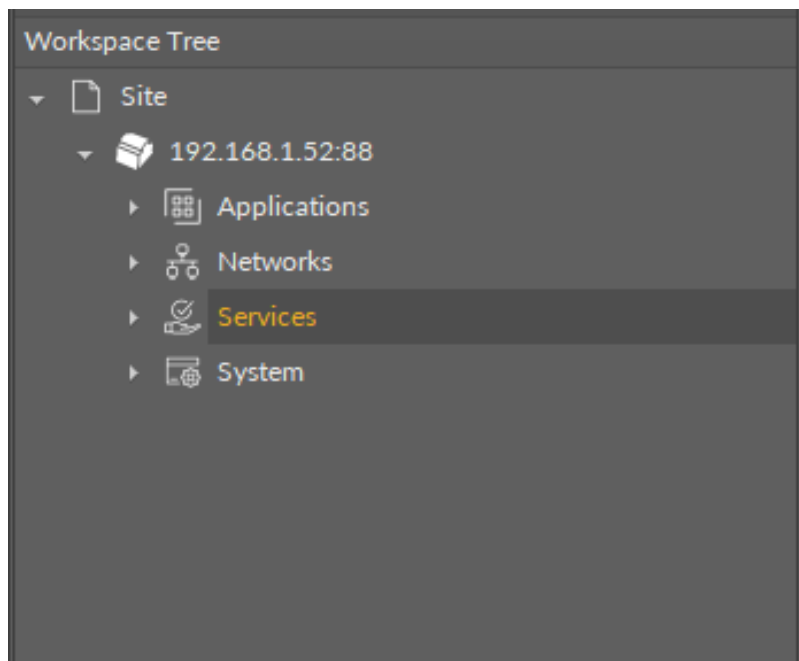 Workspace Tree
Site
192.168.1.52:88
Applications
Networks
Services
System